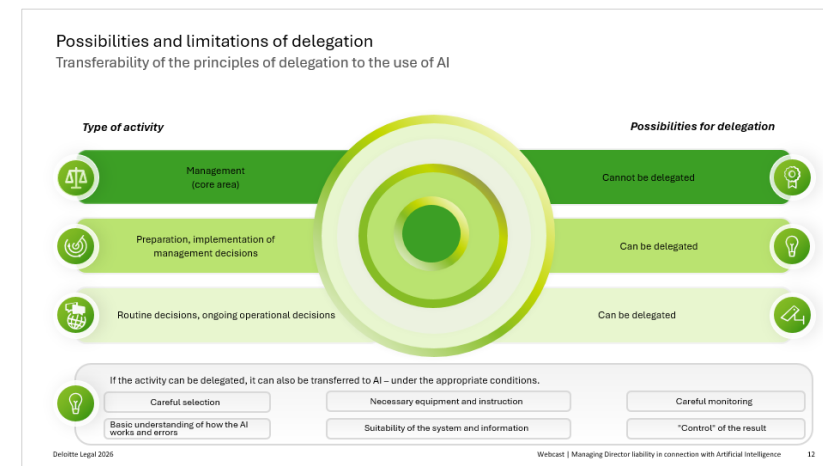 Possibilities and limitations of delegation
Transferability of the principles of delegation to the use of AI
Type of activity
Possibilities for delegation
Management
(core area)
Cannot be delegated
Preparation, implementation of
management decisions
Can be delegated
Routine decisions, ongoing operational decisions
Can be delegated
If the activity can be delegated, it can also be transferred to AI – under the appropriate conditions.
Careful selection
Necessary equipment and instruction
Careful monitoring
Basic understanding of how the AI
works and errors
Suitability of the system and information
"Control" of the result
Deloitte Legal 2026
Webcast | Managing Director liability in connection with Artificial Intelligence
12